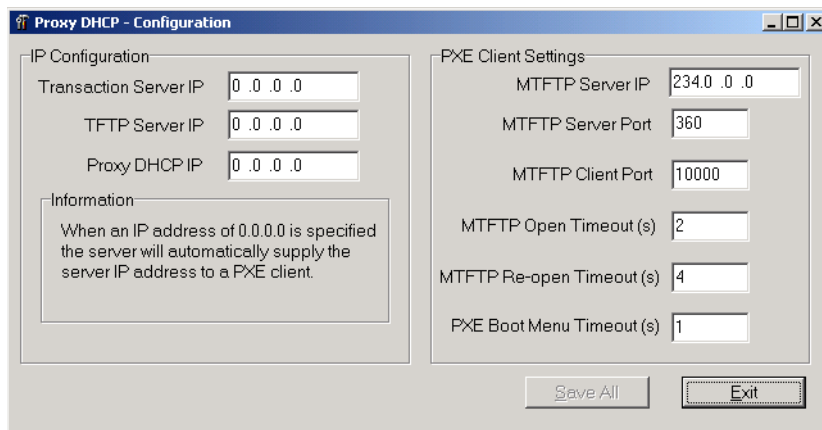 Proxy DHCP - Configuration
IP Configuration
Transaction Server IP 0 .0 .0 .0
TFTP Server IP 0 .0 .0 .0
Proxy DHCP IP 0 .0 .0 .0
Information
When an IP address of 0.0.0.0 is specified
the server will automatically supply the
server IP address to a PXE client.
PXE Client Settings
MTFTP Server IP 234.0 .0 .0
MTFTP Server Port 360
MTFTP Client Port 10000
MTFTP Open Timeout (s) 2
MTFTP Re-open Timeout (s) 4
PXE Boot Menu Timeout (s) 1
Save All Exit